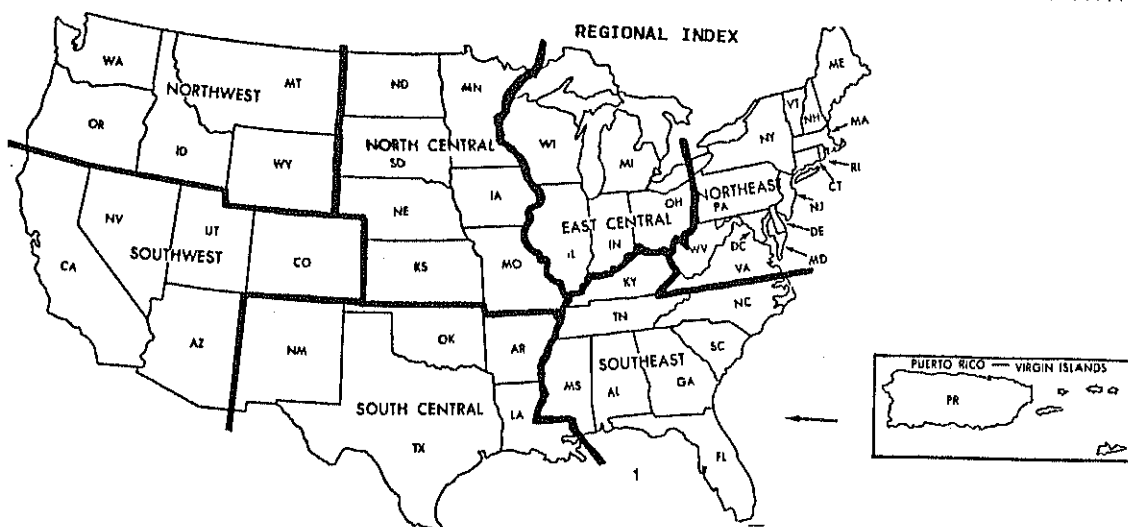 REGIONAL INDEX
WA
MT
ND
MN
ME
NORTHWEST
VT
NH
MA
OR
NY
ID
NORTH CENTRAL
WI
SD
MI
WY
RI
CT
IA
OH
NORTHEAST
NE
PA
NJ
NV
UT
EAST CENTRAL
DE
SOUTHWEST
IL
IN
WV
DC
MD
CA
CO
KS
MO
KY
VA
TN
NC
AZ
NM
OK
AR
SC
SOUTHEAST
PUERTO RICO — VIRGIN ISLANDS
MS
AL
GA
PR
SOUTH CENTRAL
LA
TX
FL
1